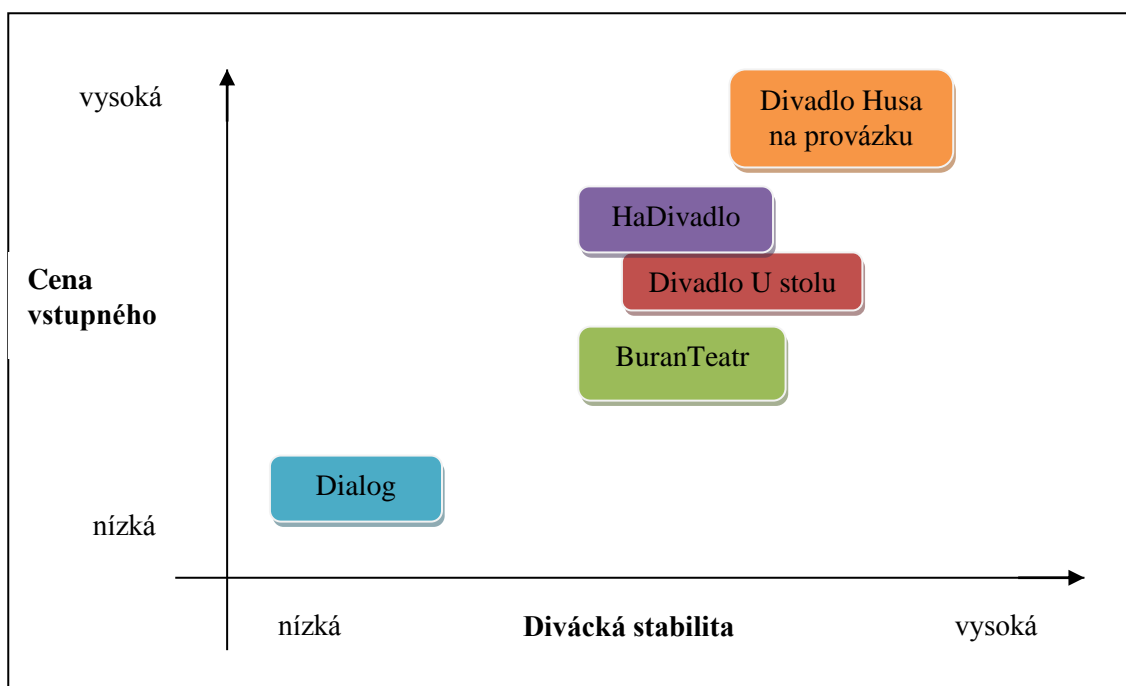 vysoká
Divadlo Husa
na provázku
HaDivadlo
Cena
vstupného
Divadlo U stolu
BuranTeatr
Dialog
nízká
nízká
Divácká stabilita
vysoká